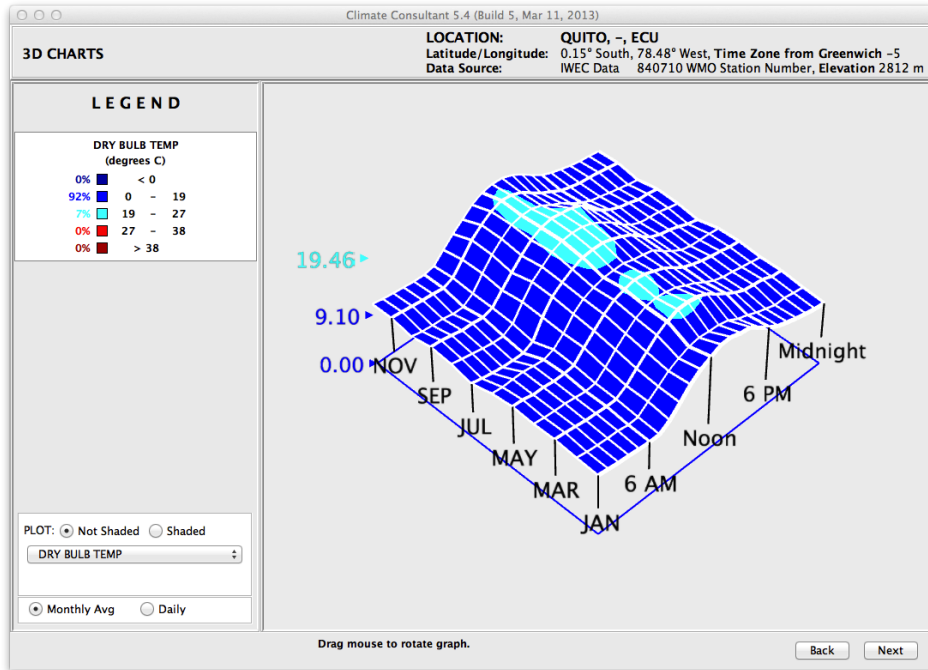 Climate Consultant 5.4 (Build 5, Mar 11, 2013)
3D CHARTS
LOCATION: QUITO, -, ECU
Latitude/Longitude: 0.15° South, 78.48° West, Time Zone from Greenwich -5
Data Source: IWEC Data 840710 WMO Station Number, Elevation 2812 m
LEGEND
DRY BULB TEMP
(degrees C)
0% < 0
92% 0 - 19
7% 19 - 27
0% 27 - 38
0% > 38
19.46
9.10
0.00
NOV
SEP
JUL
MAY
MAR
JAN
6 AM
Noon
6 PM
Midnight
PLOT: Not Shaded Shaded
DRY BULB TEMP
Monthly Avg Daily
Drag mouse to rotate graph.
Back Next